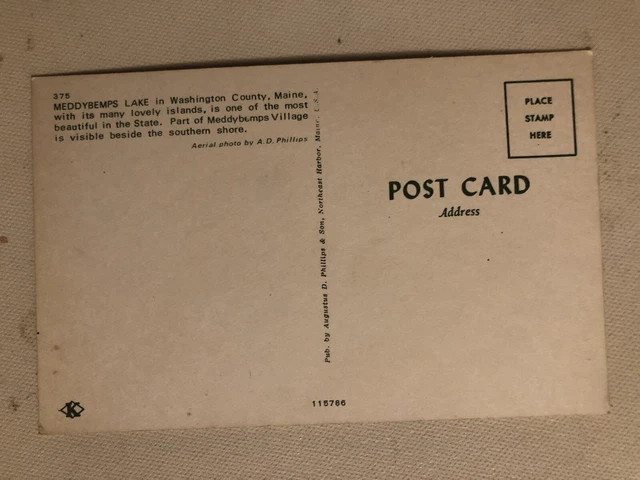 375
MEDDYBEMPS LAKE in Washington County, Maine,
with its many lovely islands, is one of the most
beautiful in the State. Part of Meddybemps Village
is visible beside the southern shore.
Aerial photo by A.D. Phillips
Pub. by Augustus D. Phillips & Son, Northeast Harbor, Maine, U.S.A.
PLACE
STAMP
HERE
POST CARD
Address
K
115766